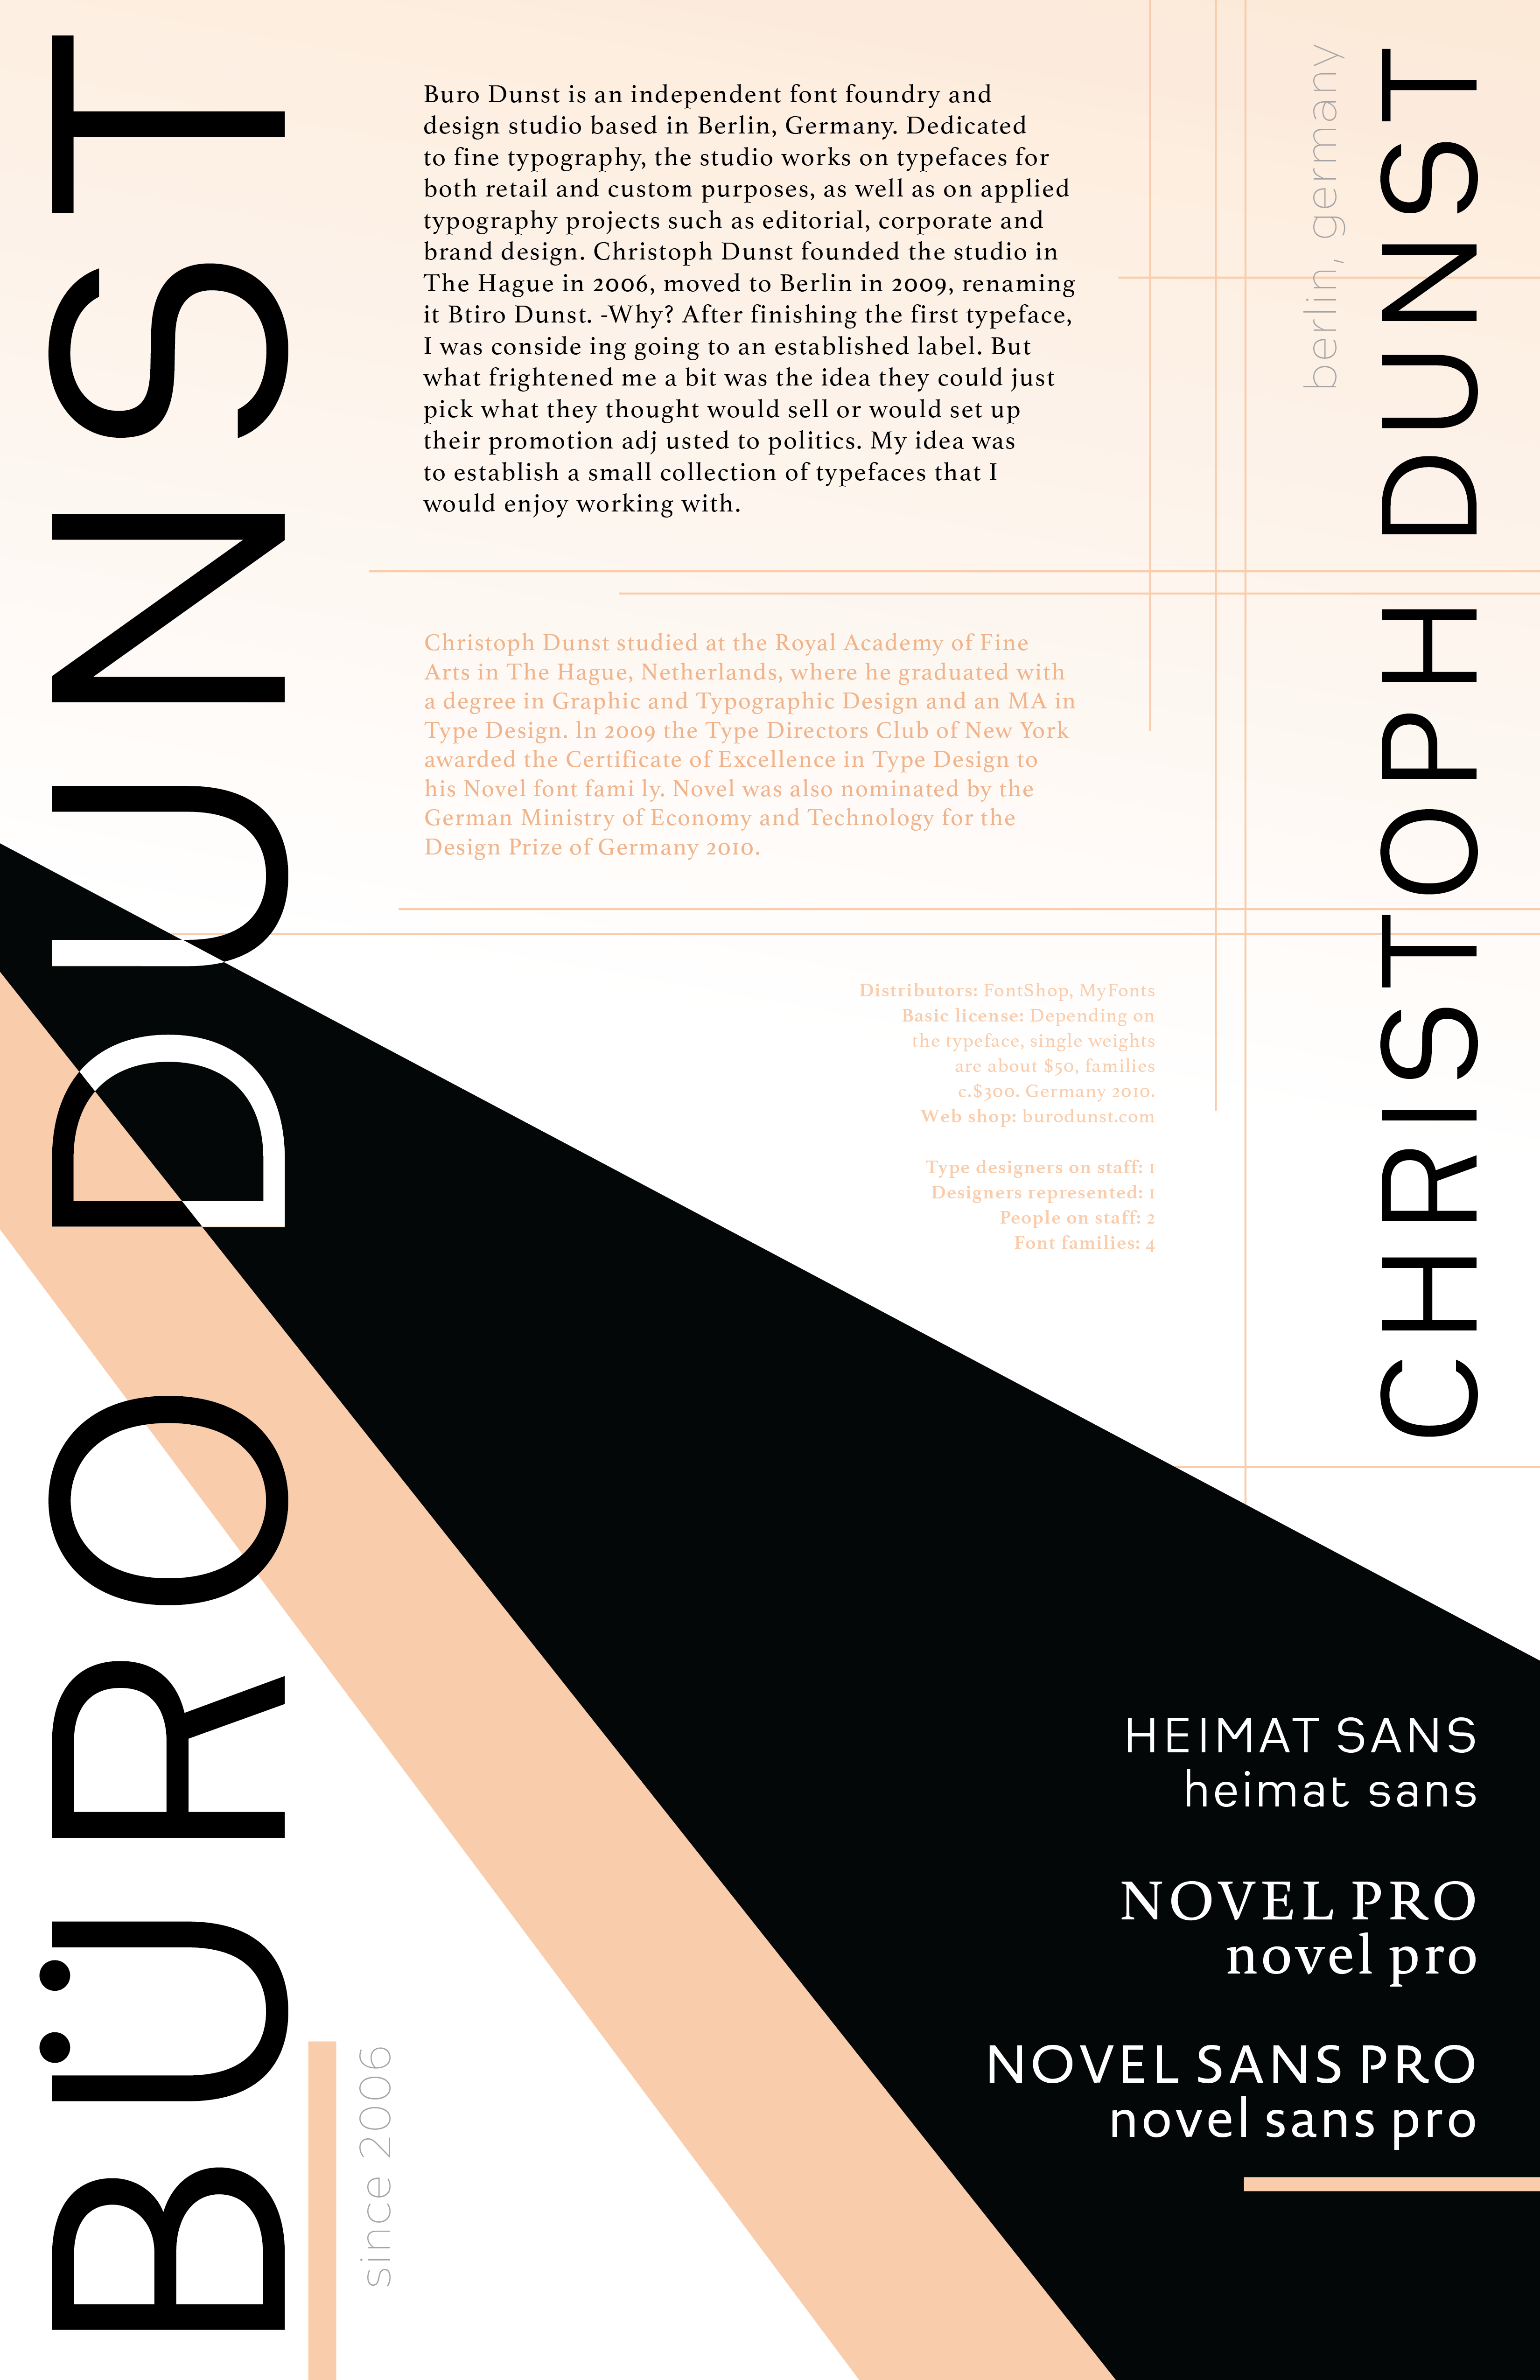 BÜRO DUNST
since 2006
Buro Dunst is an independent font foundry and
design studio based in Berlin, Germany. Dedicated
to fine typography, the studio works on typefaces for
both retail and custom purposes, as well as on applied
typography projects such as editorial, corporate and
brand design. Christoph Dunst founded the studio in
The Hague in 2006, moved to Berlin in 2009, renaming
it Btiro Dunst. -Why? After finishing the first typeface,
I was conside ing going to an established label. But
what frightened me a bit was the idea they could just
pick what they thought would sell or would set up
their promotion adj usted to politics. My idea was
to establish a small collection of typefaces that I
would enjoy working with.
Christoph Dunst studied at the Royal Academy of Fine
Arts in The Hague, Netherlands, where he graduated with
a degree in Graphic and Typographic Design and an MA in
Type Design. ln 2009 the Type Directors Club of New York
awarded the Certificate of Excellence in Type Design to
his Novel font fami ly. Novel was also nominated by the
German Ministry of Economy and Technology for the
Design Prize of Germany 2010.
Distributors: FontShop, MyFonts
Basic license: Depending on
the typeface, single weights
are about $50, families
c.$300. Germany 2010.
Web shop: burodunst.com
Type designers on staff: 1
Designers represented: 1
People on staff: 2
Font families: 4
berlin, germany
CHRISTOPH DUNST
HEIMAT SANS
heimat sans
NOVEL PRO
novel pro
NOVEL SANS PRO
novel sans pro